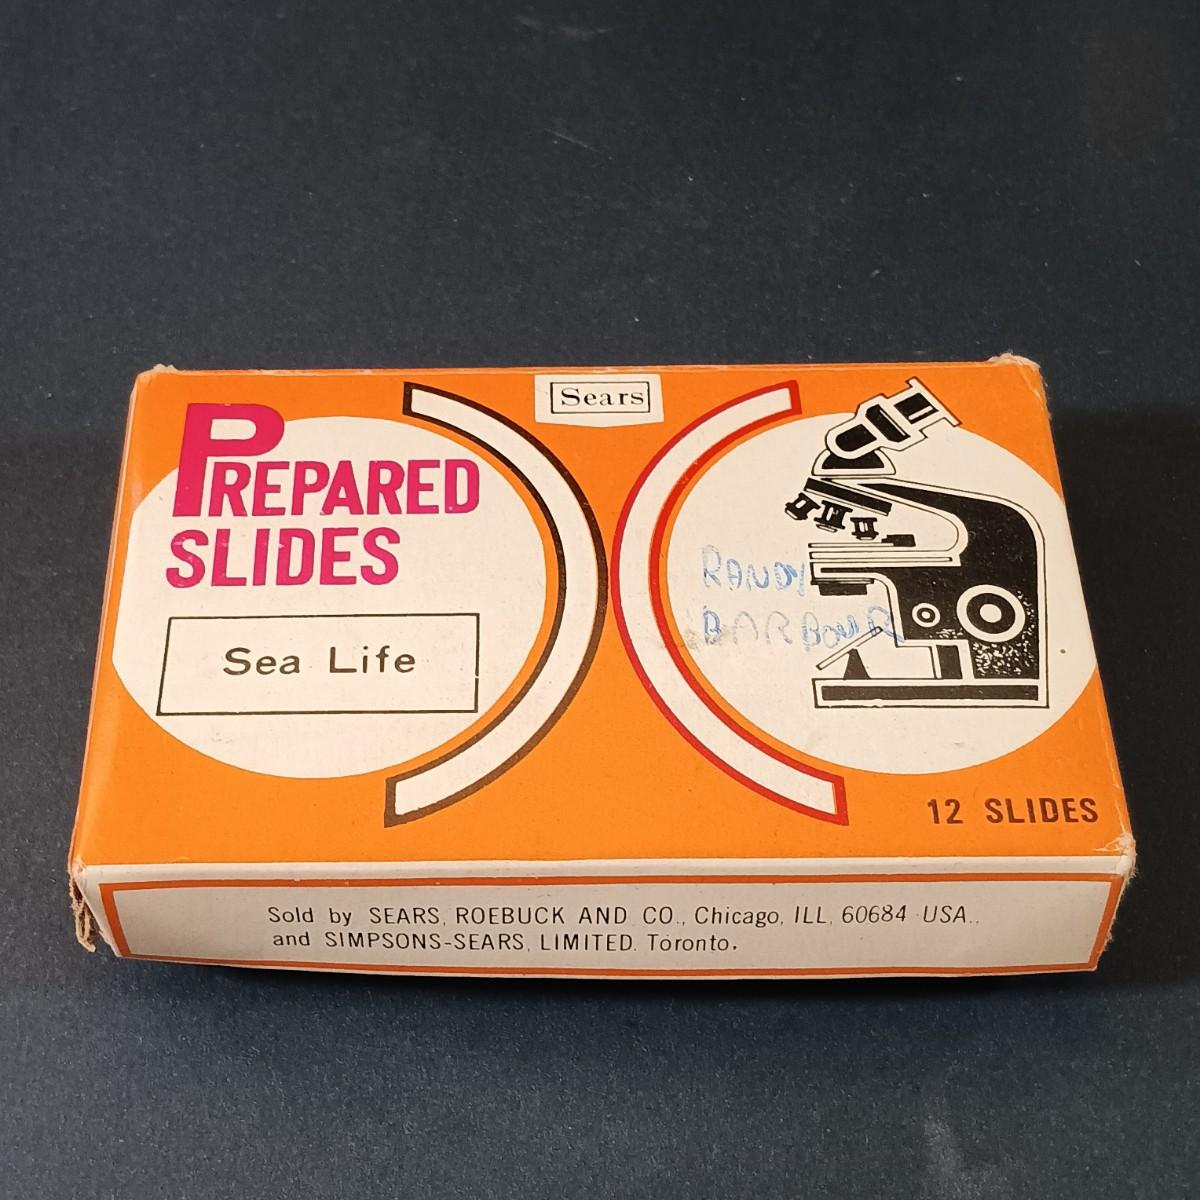 Sears
PREPARED
SLIDES
Sea Life
RANDY
BARBOUR
12 SLIDES
Sold by SEARS, ROEBUCK AND CO., Chicago, ILL, 60684 USA.,
and SIMPSONS-SEARS, LIMITED. Toronto.